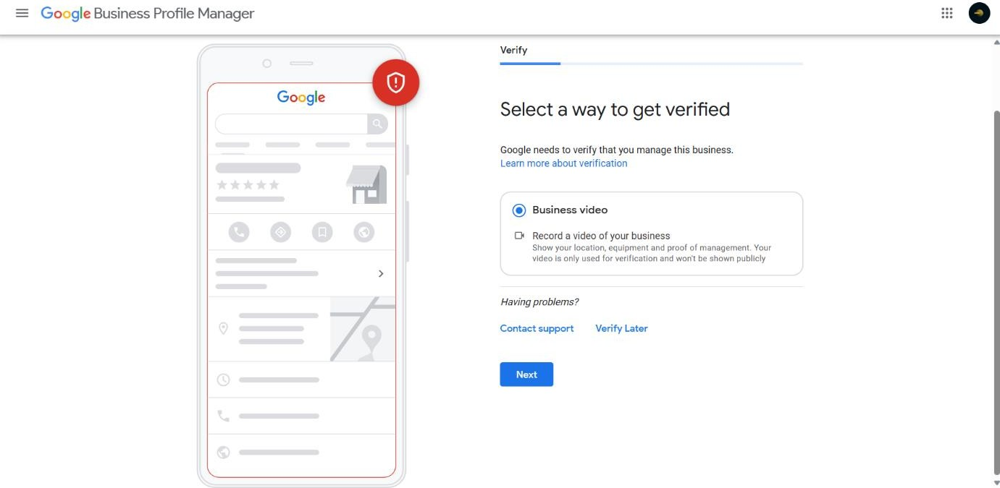 Google Business Profile Manager
Google
Verify
Select a way to get verified
Google needs to verify that you manage this business.
Learn more about verification
Business video
Record a video of your business
Show your location, equipment and proof of management. Your
video is only used for verification and won't be shown publicly
Having problems?
Contact support Verify Later
Next